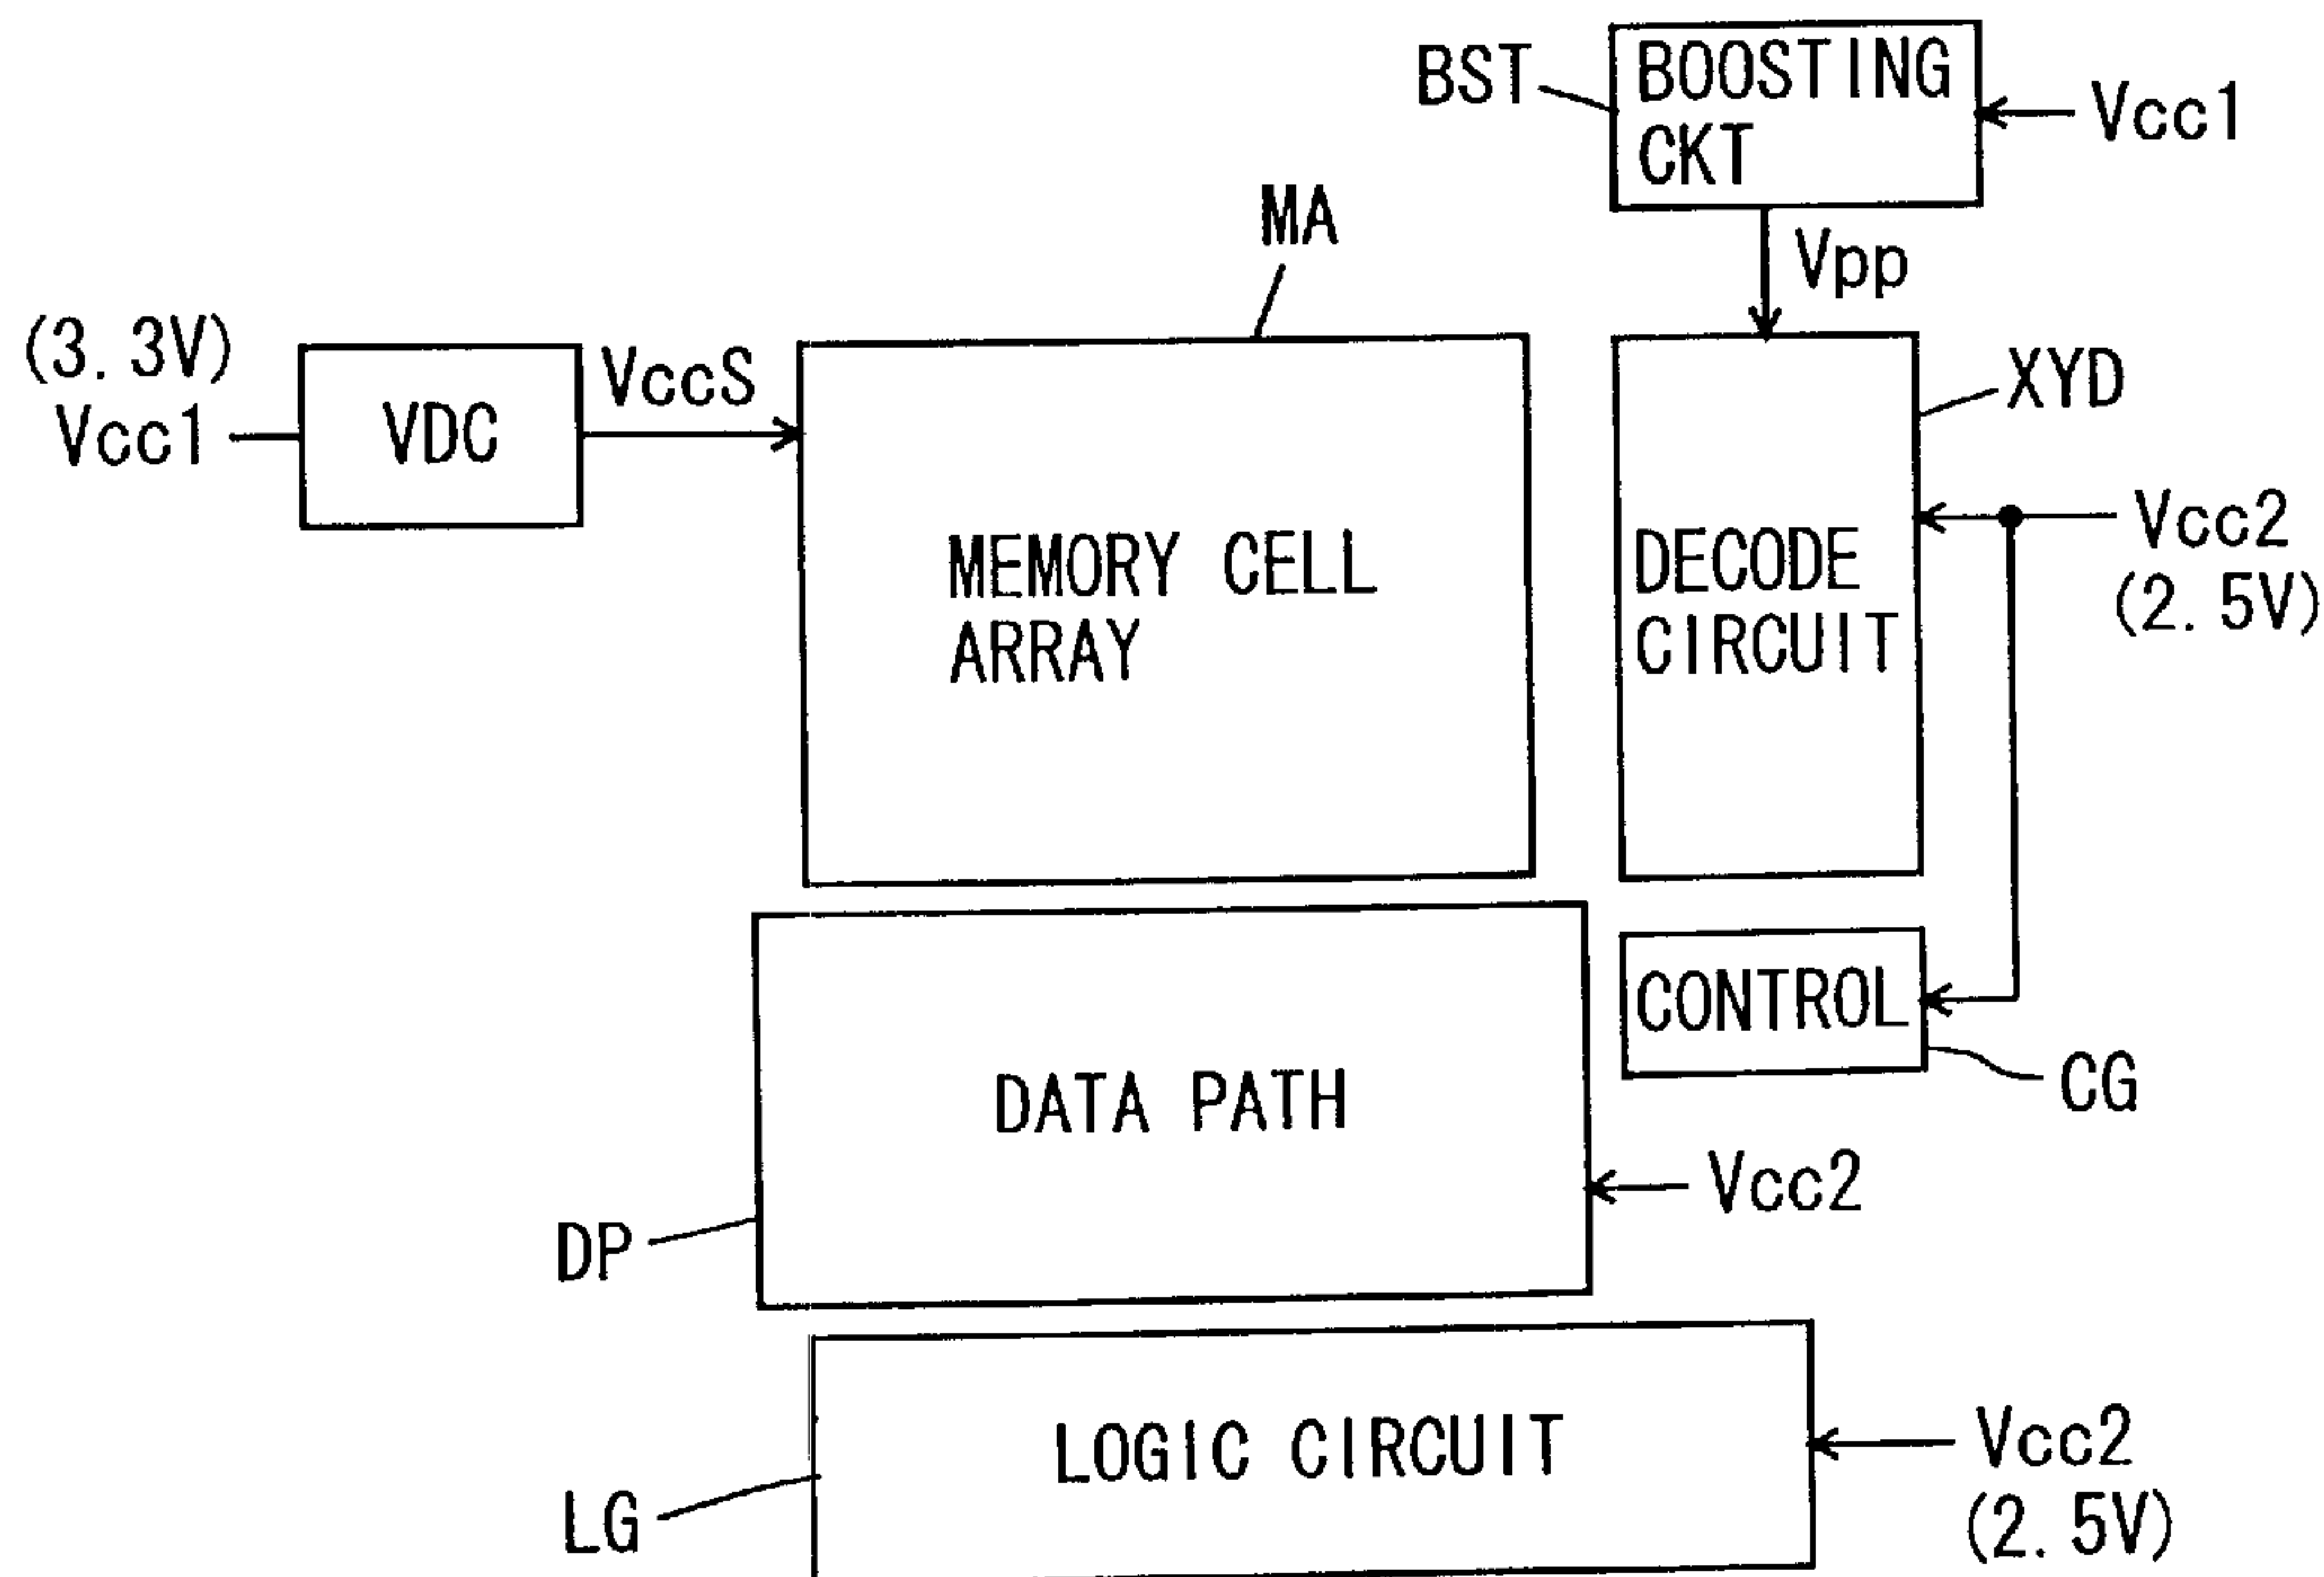 BST
BOOSTING
CKT
Vcc1
MA
Vpp
(3. 3V)
Vcc1
VDC
VccS
XYD
MEMORY CELL
ARRAY
DECODE
CIRCUIT
Vcc2
(2. 5V)
CONTROL
CG
DATA PATH
Vcc2
DP
LOGIC CIRCUIT
Vcc2
(2. 5V)
LG